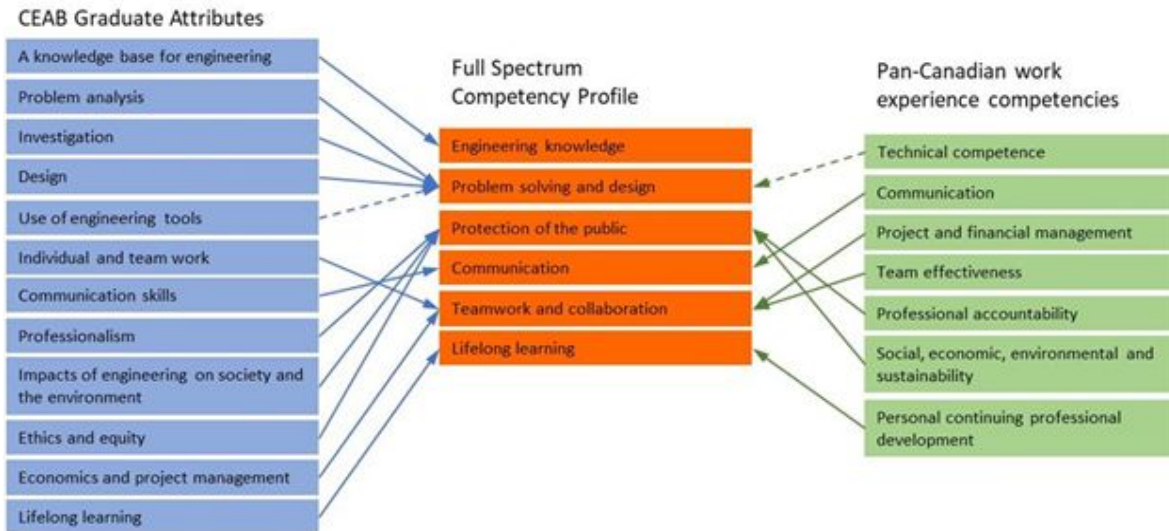 CEAB Graduate Attributes
A knowledge base for engineering
Problem analysis
Investigation
Design
Use of engineering tools
Individual and team work
Communication skills
Professionalism
Impacts of engineering on society and
the environment
Ethics and equity
Economics and project management
Lifelong learning
Full Spectrum
Competency Profile
Engineering knowledge
Problem solving and design
Protection of the public
Communication
Teamwork and collaboration
Lifelong learning
Pan-Canadian work
experience competencies
Technical competence
Communication
Project and financial management
Team effectiveness
Professional accountability
Social, economic, environmental and
sustainability
Personal continuing professional
development